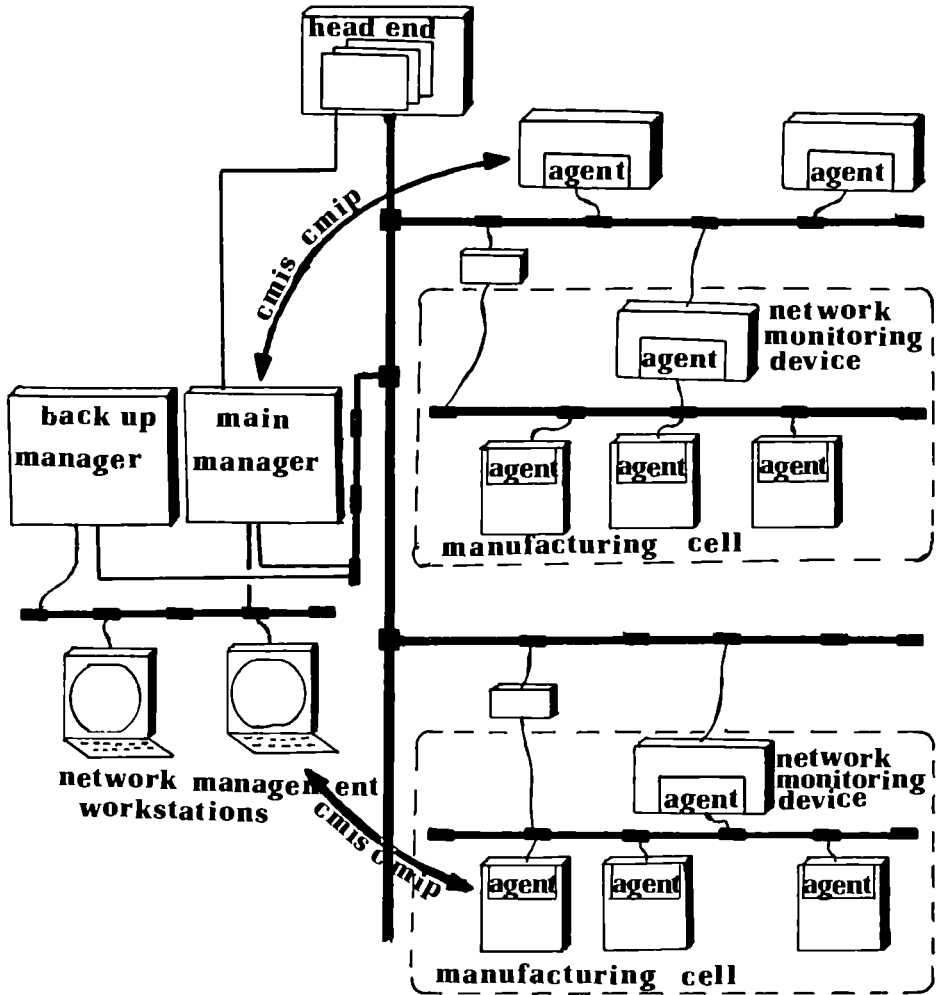 head end
agent
agent
cmis cmip
network
monitoring
device
agent
back up
manager
main
manager
agent
agent
agent
manufacturing cell
network management
workstations
network
monitoring
device
agent
cmis cmip
agent
agent
agent
manufacturing cell